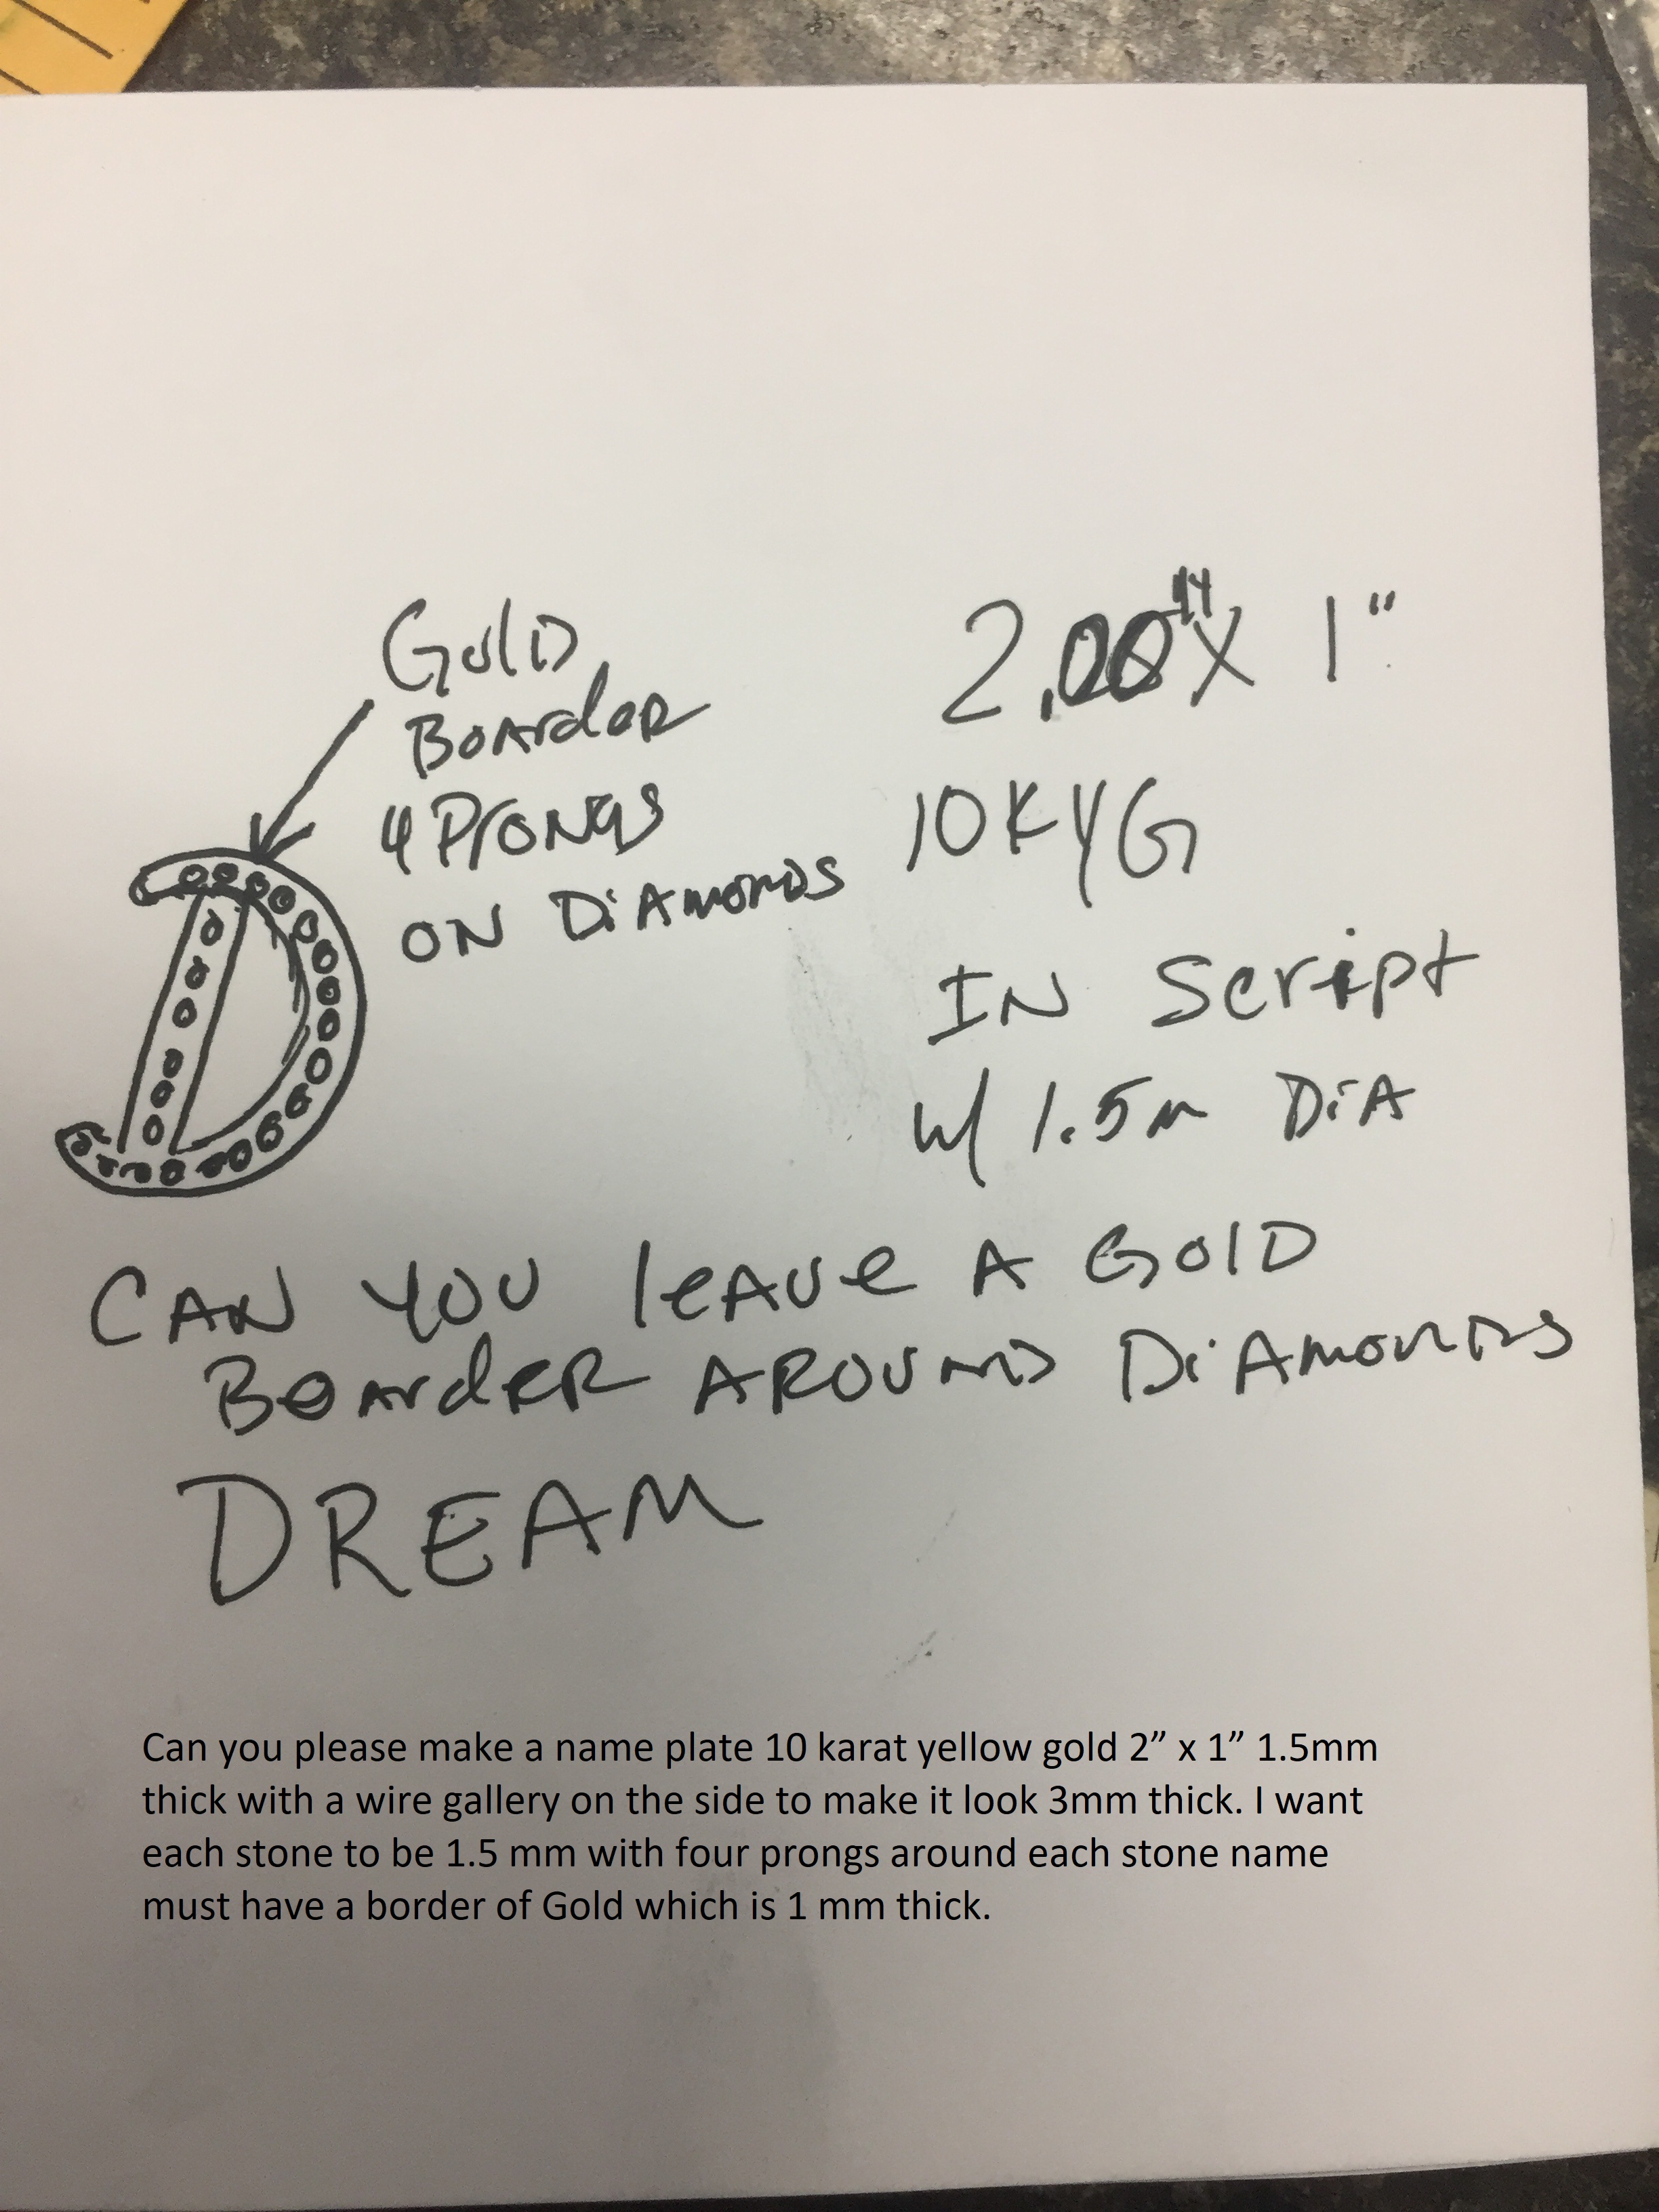 GolD
BoArdeR
4 PrONgS
ON DiAmonDS
2.00" X 1"
10KYG
IN Script
w/ 1.5m DiA
CAN YOU leAve A GolD
BoArdeR AROUND DiAmonDS
DREAM
Can you please make a name plate 10 karat yellow gold 2” x 1” 1.5mm
thick with a wire gallery on the side to make it look 3mm thick. I want
each stone to be 1.5 mm with four prongs around each stone name
must have a border of Gold which is 1 mm thick.